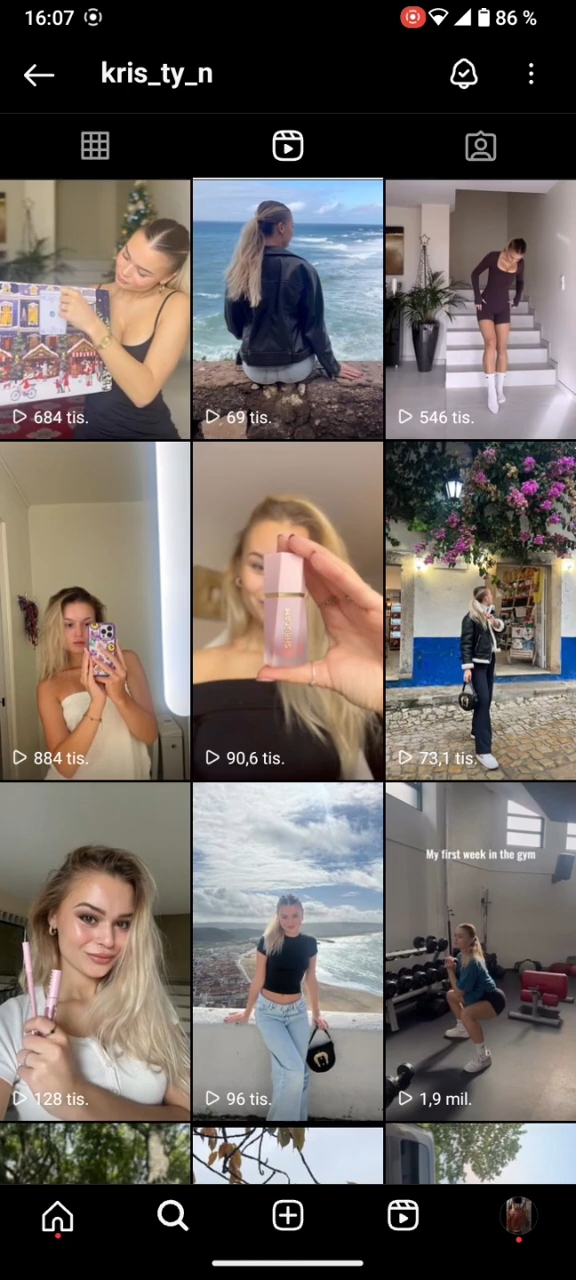 16:07
86 %
kris_ty_n
684 tis.
69 tis.
546 tis.
884 tis.
90,6 tis.
73,1 tis.
My first week in the gym
128 tis.
96 tis.
1,9 mil.